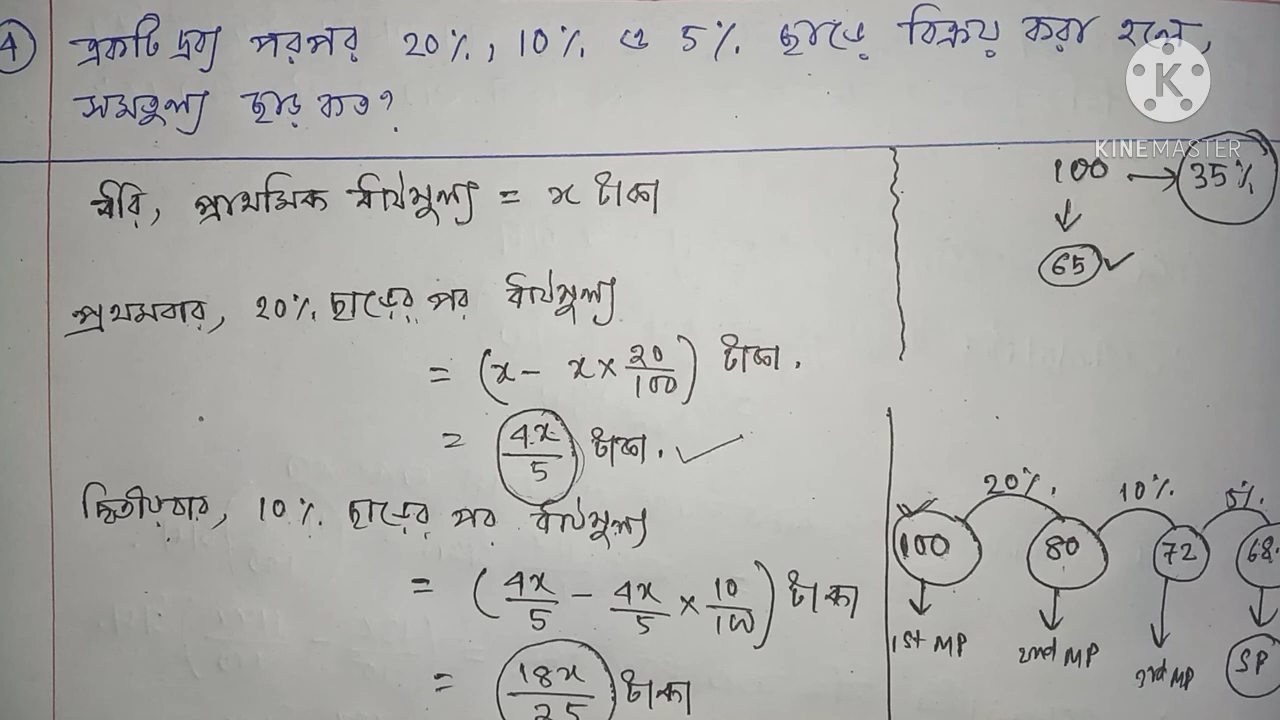 4) একটি দ্রব্য পরপর 20%, 10% ও 5% ছাড়ে বিক্রয় করা হলে,
সমতুল্য ছাড় কত?
KINEMASTER
100 → 35%
65 ✓
ধরি, প্রাথমিক ধার্যমূল্য = x টাকা
প্রথমবার, 20% ছাড়ের পর ধার্যমূল্য
= (x - x × 20/100) টাকা.
= 4x/5 টাকা. ✓
দ্বিতীয়বার, 10% ছাড়ের পর ধার্যমূল্য
= (4x/5 - 4x/5 × 10/100) টাকা
= 18x/25 টাকা
20% 10% 5%
100 80 72 68.
1st MP 2nd MP 3rd MP SP